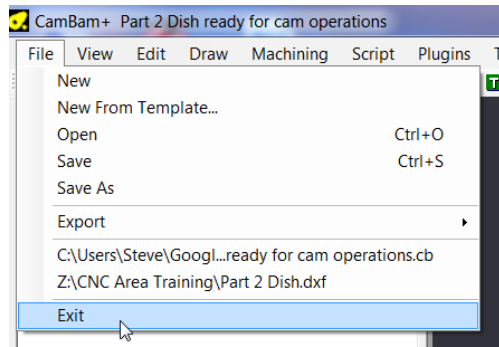 CamBam+ Part 2 Dish ready for cam operations
File View Edit Draw Machining Script Plugins
New
New From Template...
Open Ctrl+O
Save Ctrl+S
Save As
Export
C:\Users\Steve\Googl...ready for cam operations.cb
Z:\CNC Area Training\Part 2 Dish.dxf
Exit